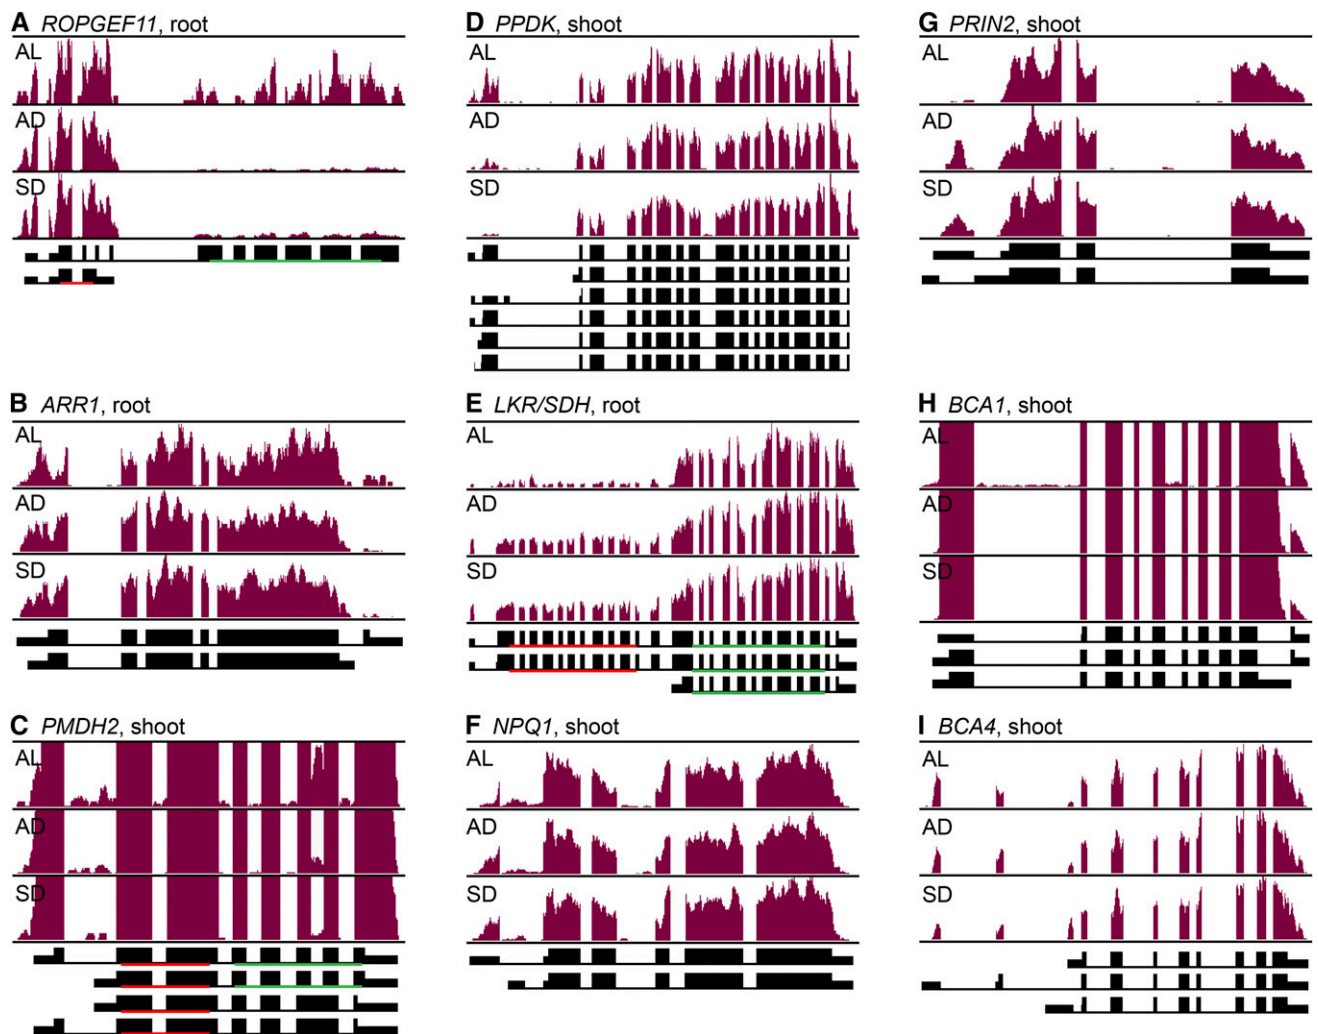 A ROPGEF11, root
AL
AD
SD
B ARR1, root
AL
AD
SD
C PMDH2, shoot
AL
AD
SD
D PPDK, shoot
AL
AD
SD
E LKR/SDH, root
AL
AD
SD
F NPQ1, shoot
AL
AD
SD
G PRIN2, shoot
AL
AD
SD
H BCA1, shoot
AL
AD
SD
I BCA4, shoot
AL
AD
SD